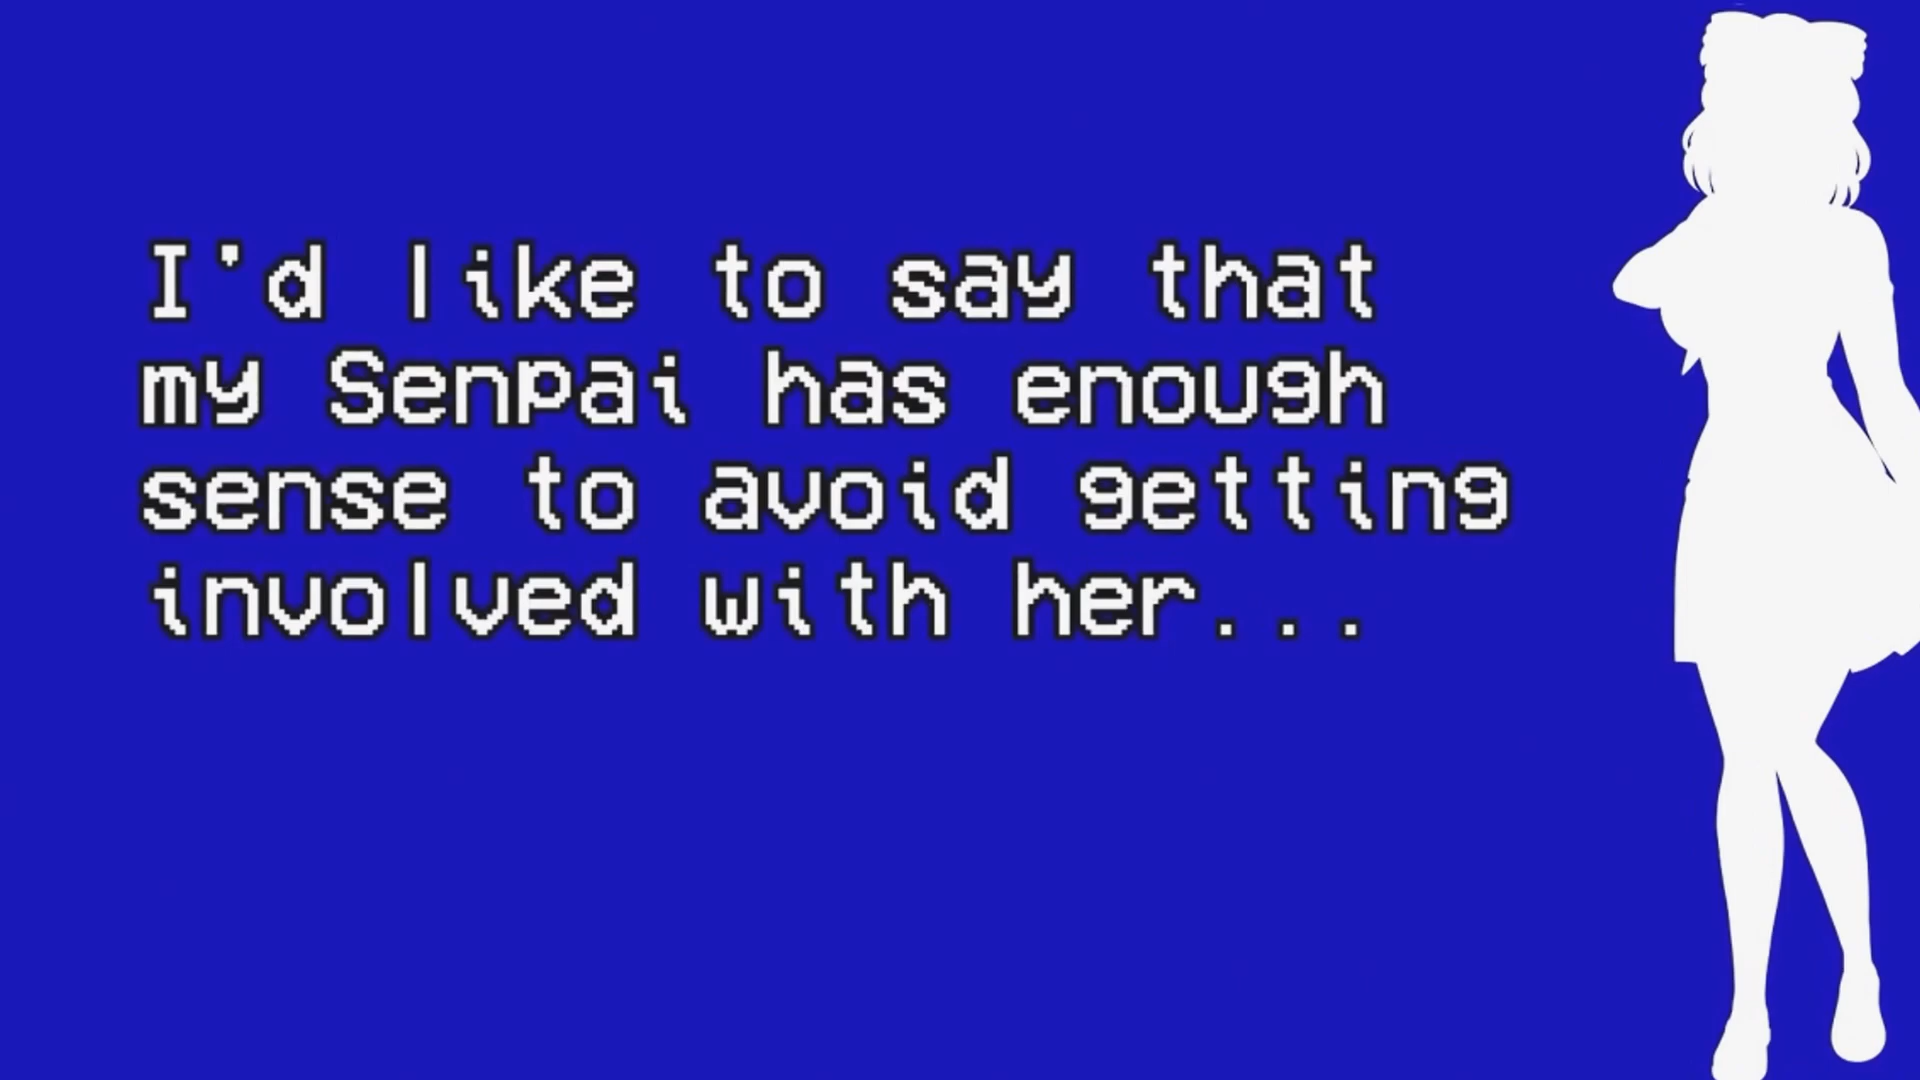 I'd like to say that
my Senpai has enough
sense to avoid getting
involved with her...